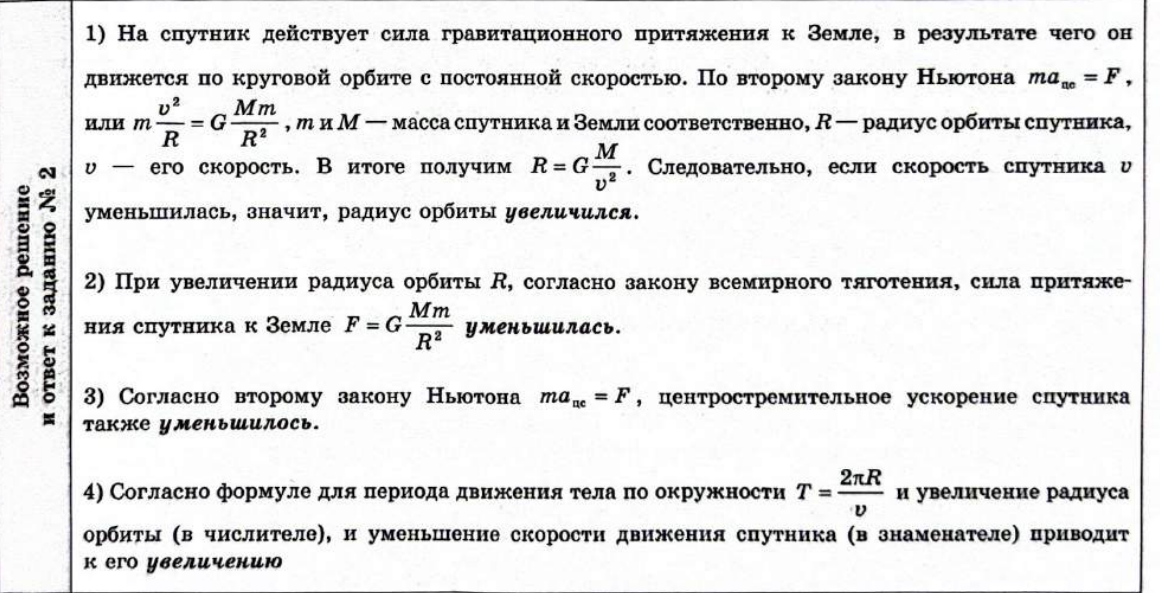 Возможное решение
и ответ к заданию № 2
1) На спутник действует сила гравитационного притяжения к Земле, в результате чего он
движется по круговой орбите с постоянной скоростью. По второму закону Ньютона ma_цс = F ,
или m v²/R = G Mm/R² , m и M — масса спутника и Земли соответственно, R — радиус орбиты спутника,
v — его скорость. В итоге получим R = G M/v² . Следовательно, если скорость спутника v
уменьшилась, значит, радиус орбиты увеличился.
2) При увеличении радиуса орбиты R, согласно закону всемирного тяготения, сила притяже-
ния спутника к Земле F = G Mm/R² уменьшилась.
3) Согласно второму закону Ньютона ma_цс = F , центростремительное ускорение спутника
также уменьшилось.
4) Согласно формуле для периода движения тела по окружности T = 2πR/v и увеличение радиуса
орбиты (в числителе), и уменьшение скорости движения спутника (в знаменателе) приводит
к его увеличению